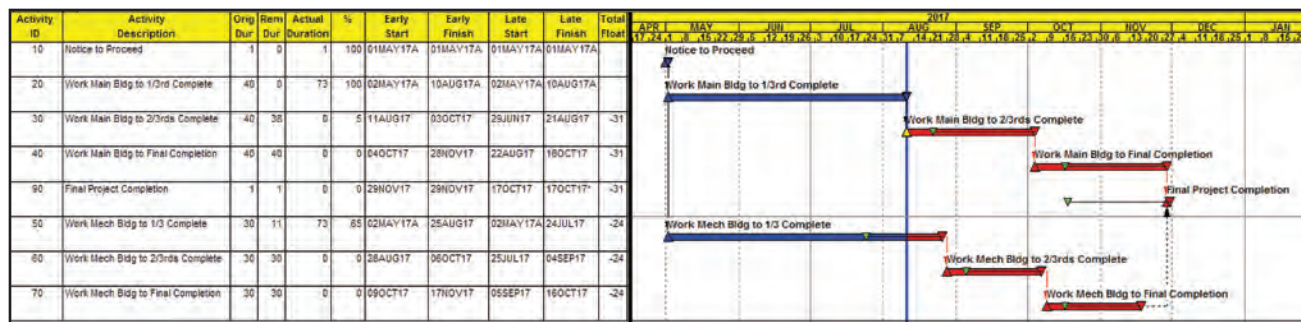 Activity ID Activity Description Orig Dur Rem Dur Actual Duration % Early Start Early Finish Late Start Late Finish Total Float
10 Notice to Proceed 1 0 1 100 01MAY17A 01MAY17A 01MAY17A 01MAY17A
20 Work Main Bldg to 1/3rd Complete 40 0 73 100 02MAY17A 10AUG17A 02MAY17A 10AUG17A
30 Work Main Bldg to 2/3rds Complete 40 38 0 5 11AUG17 03OCT17 29JUN17 21AUG17 -31
40 Work Main Bldg to Final Completion 40 40 0 0 04OCT17 28NOV17 22AUG17 16OCT17 -31
90 Final Project Completion 1 1 0 0 29NOV17 29NOV17 17OCT17 17OCT17* -31
50 Work Mech Bldg to 1/3 Complete 30 11 73 65 02MAY17A 25AUG17 02MAY17A 24JUL17 -24
60 Work Mech Bldg to 2/3rds Complete 30 30 0 0 28AUG17 06OCT17 25JUL17 04SEP17 -24
70 Work Mech Bldg to Final Completion 30 30 0 0 09OCT17 17NOV17 05SEP17 16OCT17 -24
2017
APR MAY JUN JUL AUG SEP OCT NOV DEC JAN
Notice to Proceed
Work Main Bldg to 1/3rd Complete
Work Main Bldg to 2/3rds Complete
Work Main Bldg to Final Completion
Final Project Completion
Work Mech Bldg to 1/3 Complete
Work Mech Bldg to 2/3rds Complete
Work Mech Bldg to Final Completion